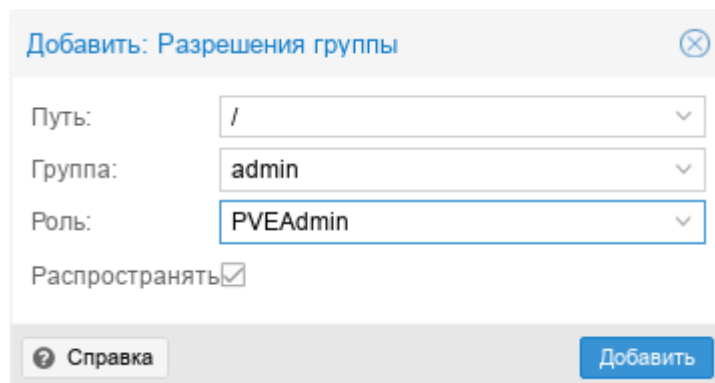 Добавить: Разрешения группы
Путь: /
Группа: admin
Роль: PVEAdmin
Распространять
Справка Добавить